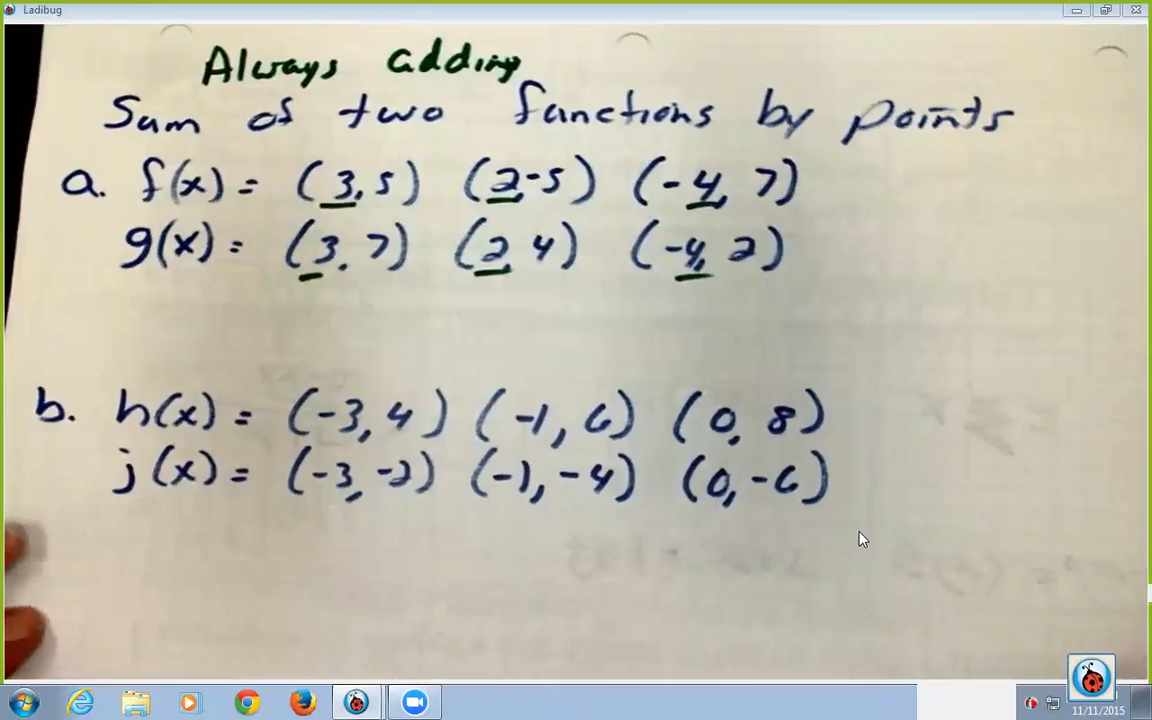 Ladibug
Always adding
Sum of two functions by points
a. f(x) = (3, 5) (2, -5) (-4, 7)
g(x) = (3, 7) (2, 4) (-4, 2)
b. h(x) = (-3, 4) (-1, 6) (0, 8)
j(x) = (-3, -2) (-1, -4) (0, -6)
11/11/2015